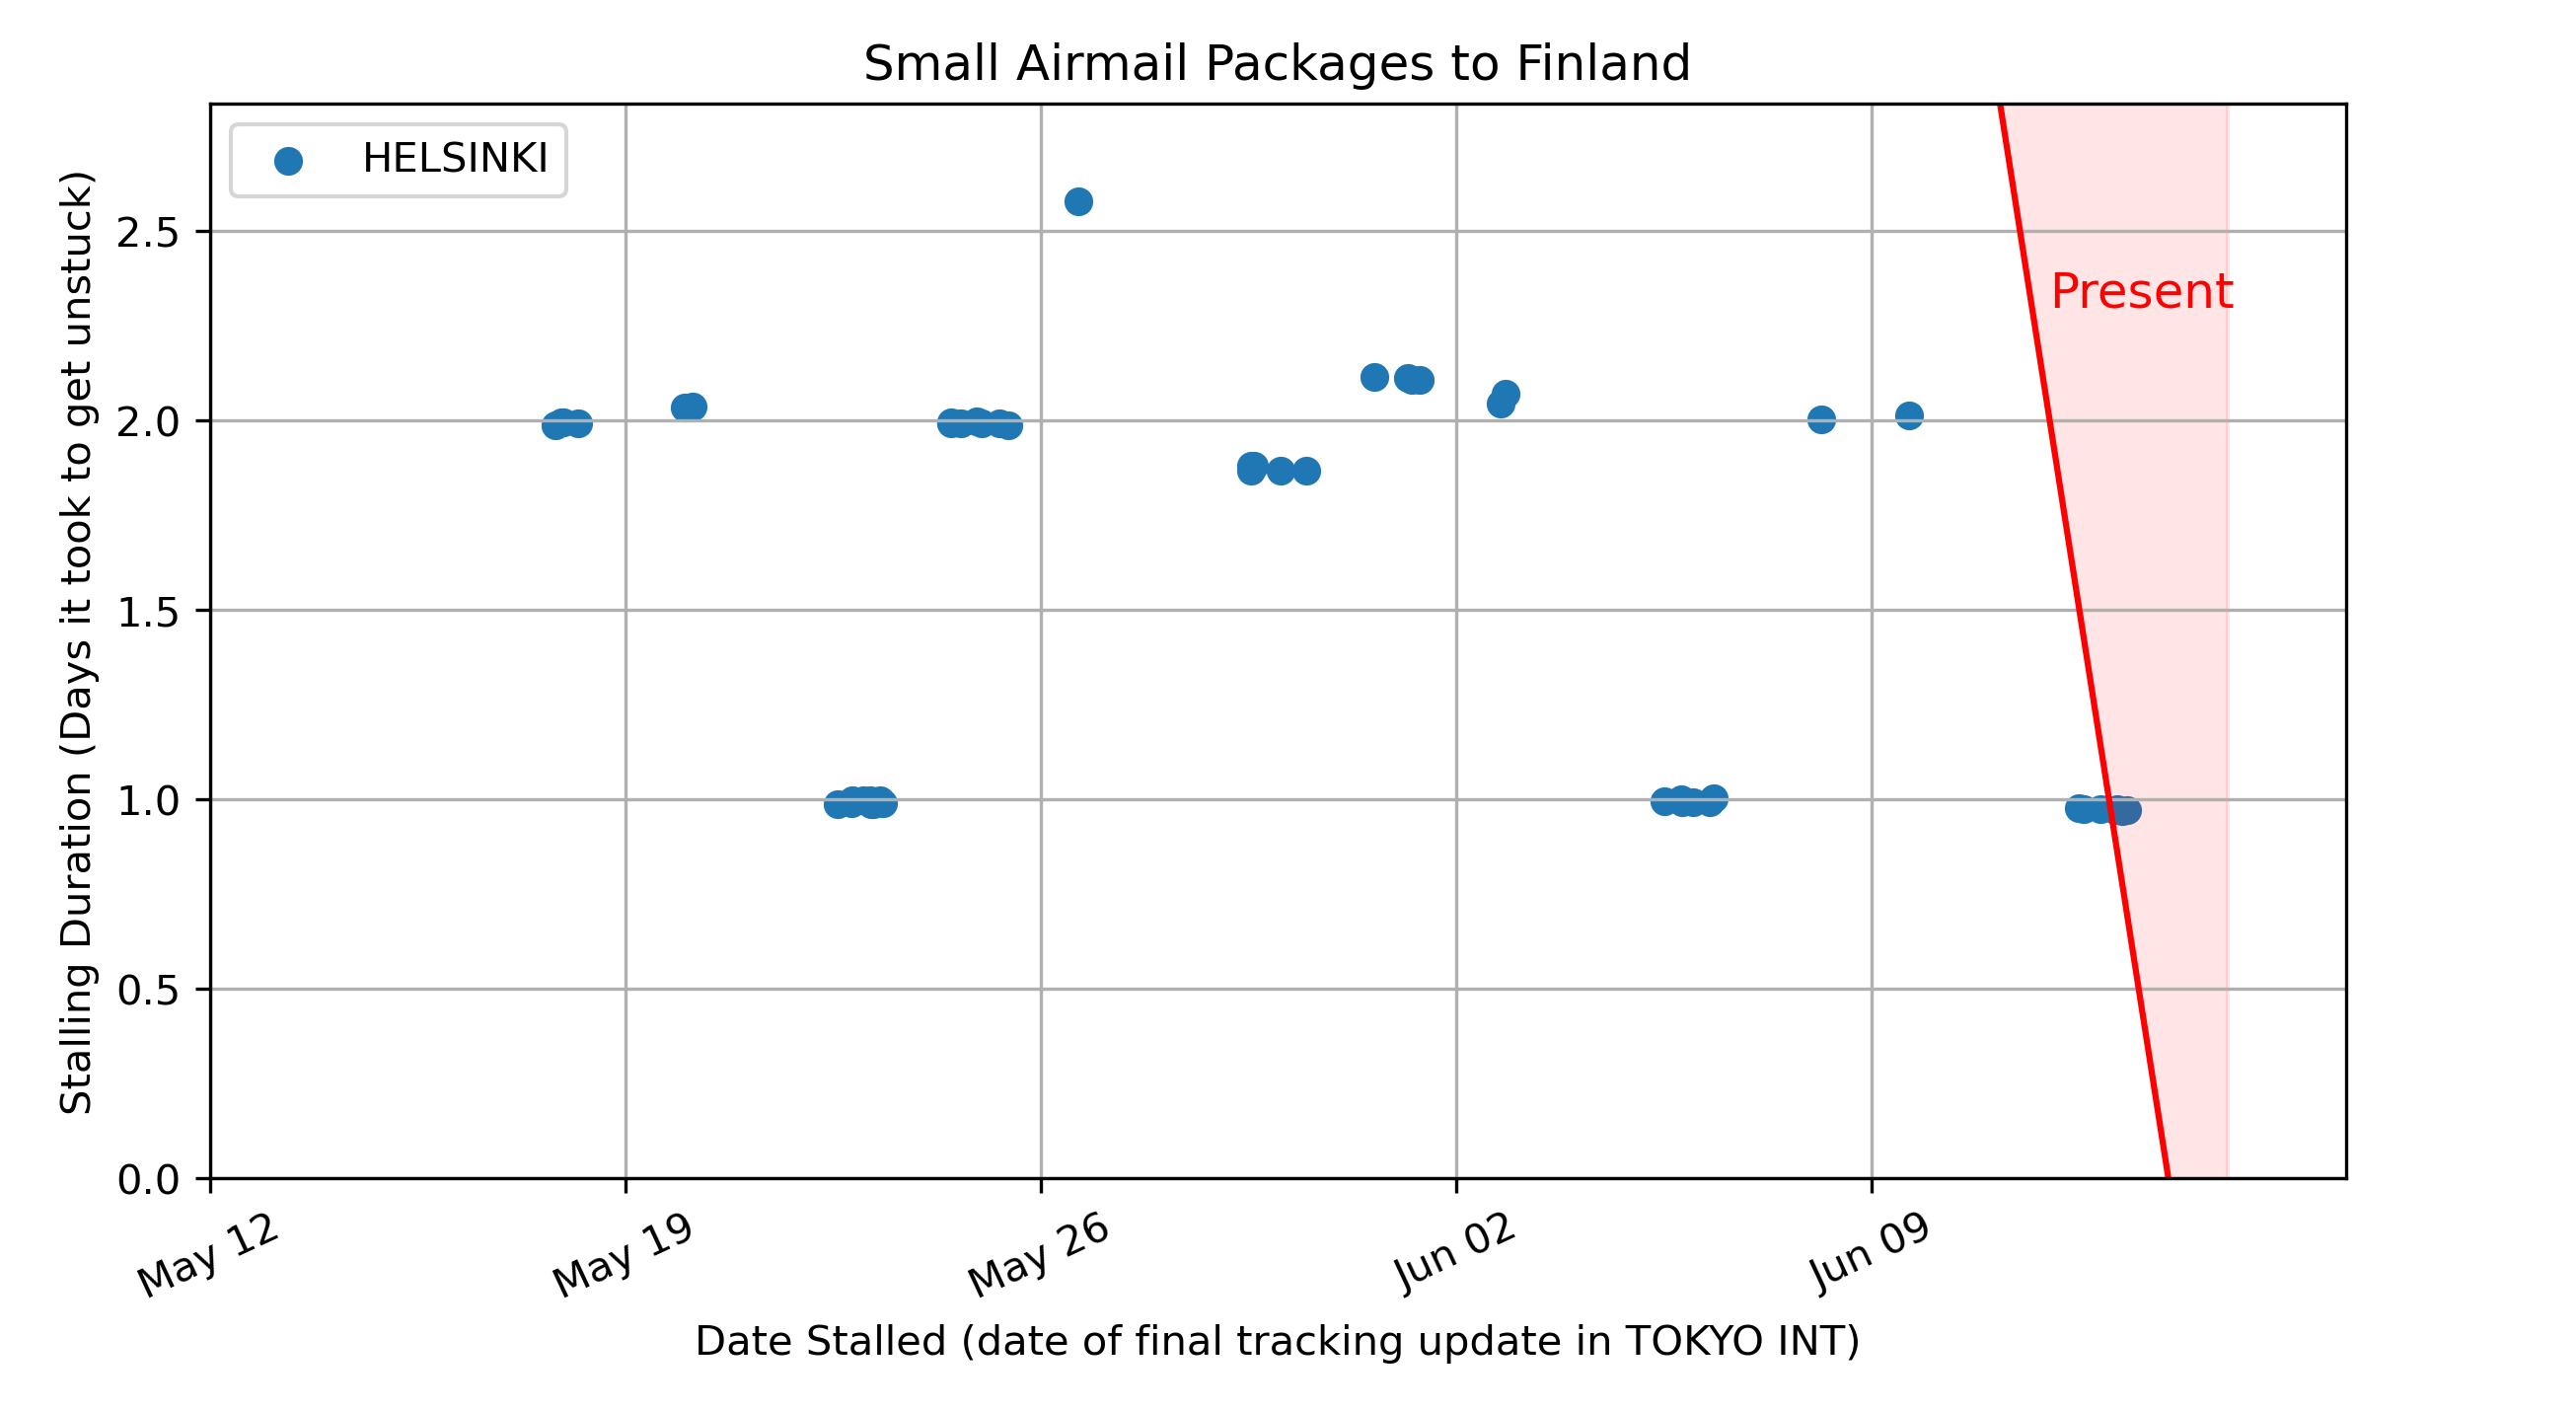 Small Airmail Packages to Finland
HELSINKI
Present
Stalling Duration (Days it took to get unstuck)
2.5
2.0
1.5
1.0
0.5
0.0
May 12
May 19
May 26
Jun 02
Jun 09
Date Stalled (date of final tracking update in TOKYO INT)